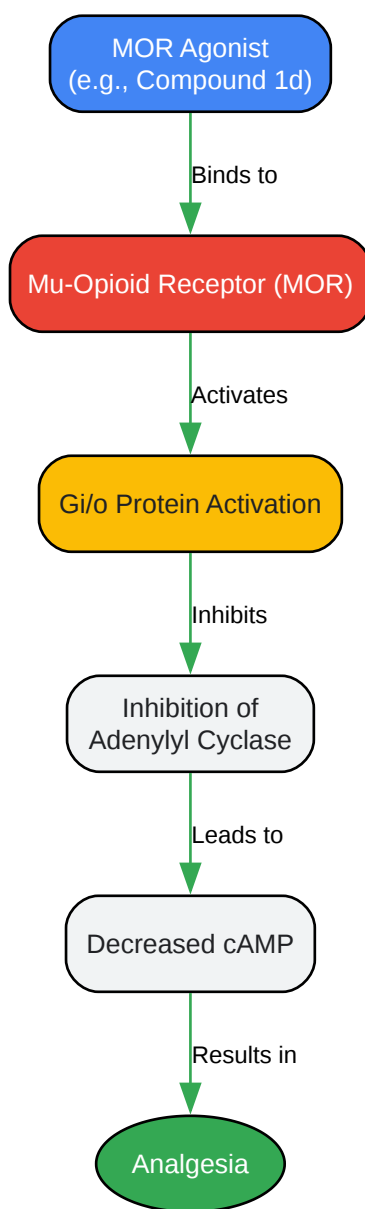 MOR Agonist
(e.g., Compound 1d)
Binds to
Mu-Opioid Receptor (MOR)
Activates
Gi/o Protein Activation
Inhibits
Inhibition of
Adenylyl Cyclase
Leads to
Decreased cAMP
Results in
Analgesia